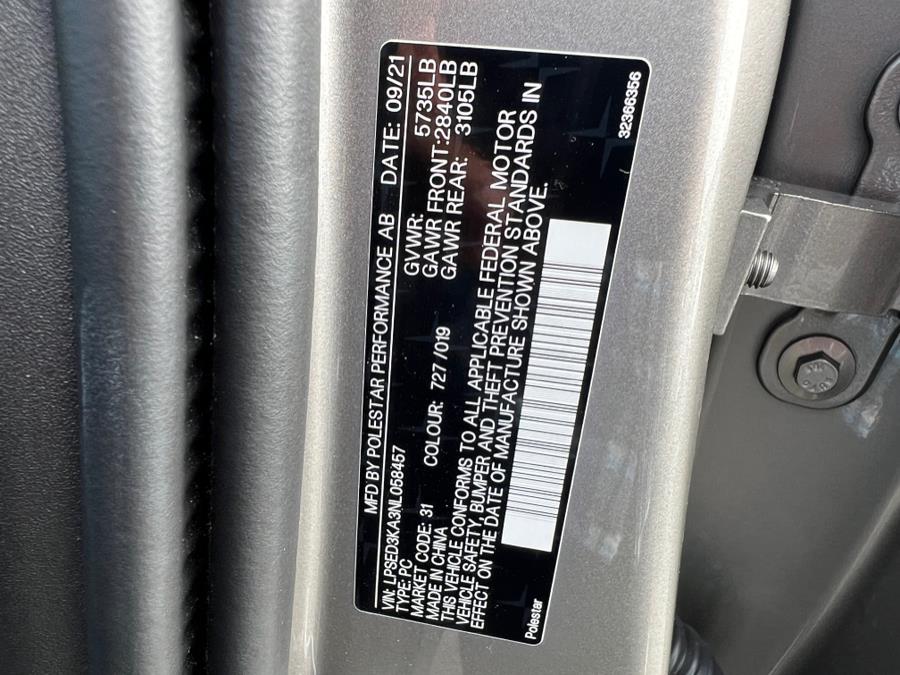 MFD BY POLESTAR PERFORMANCE AB DATE: 09/21
VIN: LPSED3KA3NL058457
TYPE: PC GVWR: 5735LB
MARKET CODE: 31 COLOUR: 727 /019 GAWR FRONT:2840LB
MADE IN CHINA GAWR REAR: 3105LB
THIS VEHICLE CONFORMS TO ALL APPLICABLE FEDERAL MOTOR
VEHICLE SAFETY, BUMPER AND THEFT PREVENTION STANDARDS IN
EFFECT ON THE DATE OF MANUFACTURE SHOWN ABOVE.
Polestar 32366356